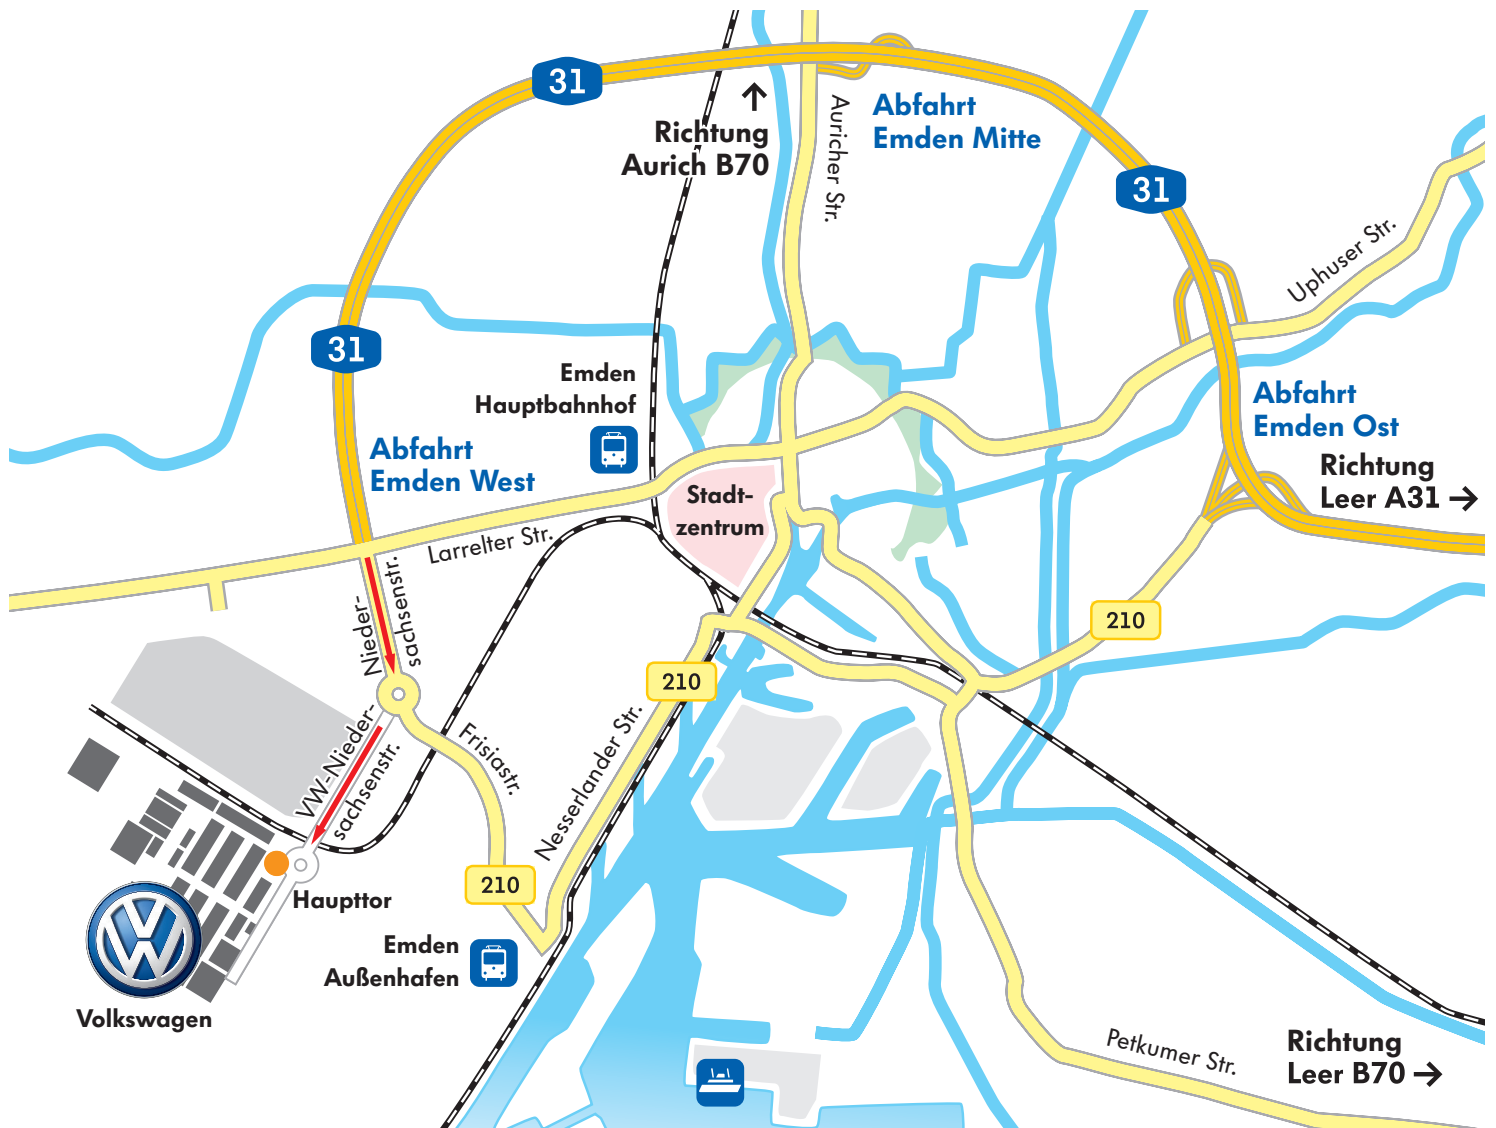 31
Richtung
Aurich B70
Auricher Str.
Abfahrt
Emden Mitte
31
Uphuser Str.
31
Emden
Hauptbahnhof
Abfahrt
Emden West
Abfahrt
Emden Ost
Richtung
Leer A31
Stadt-
zentrum
Larrelter Str.
Nieder-
sachsenstr.
210
210
VW-Nieder-
sachsenstr.
Frisiastr.
Nesserlander Str.
210
Haupttor
Emden
Außenhafen
VW
Volkswagen
Petkumer Str.
Richtung
Leer B70